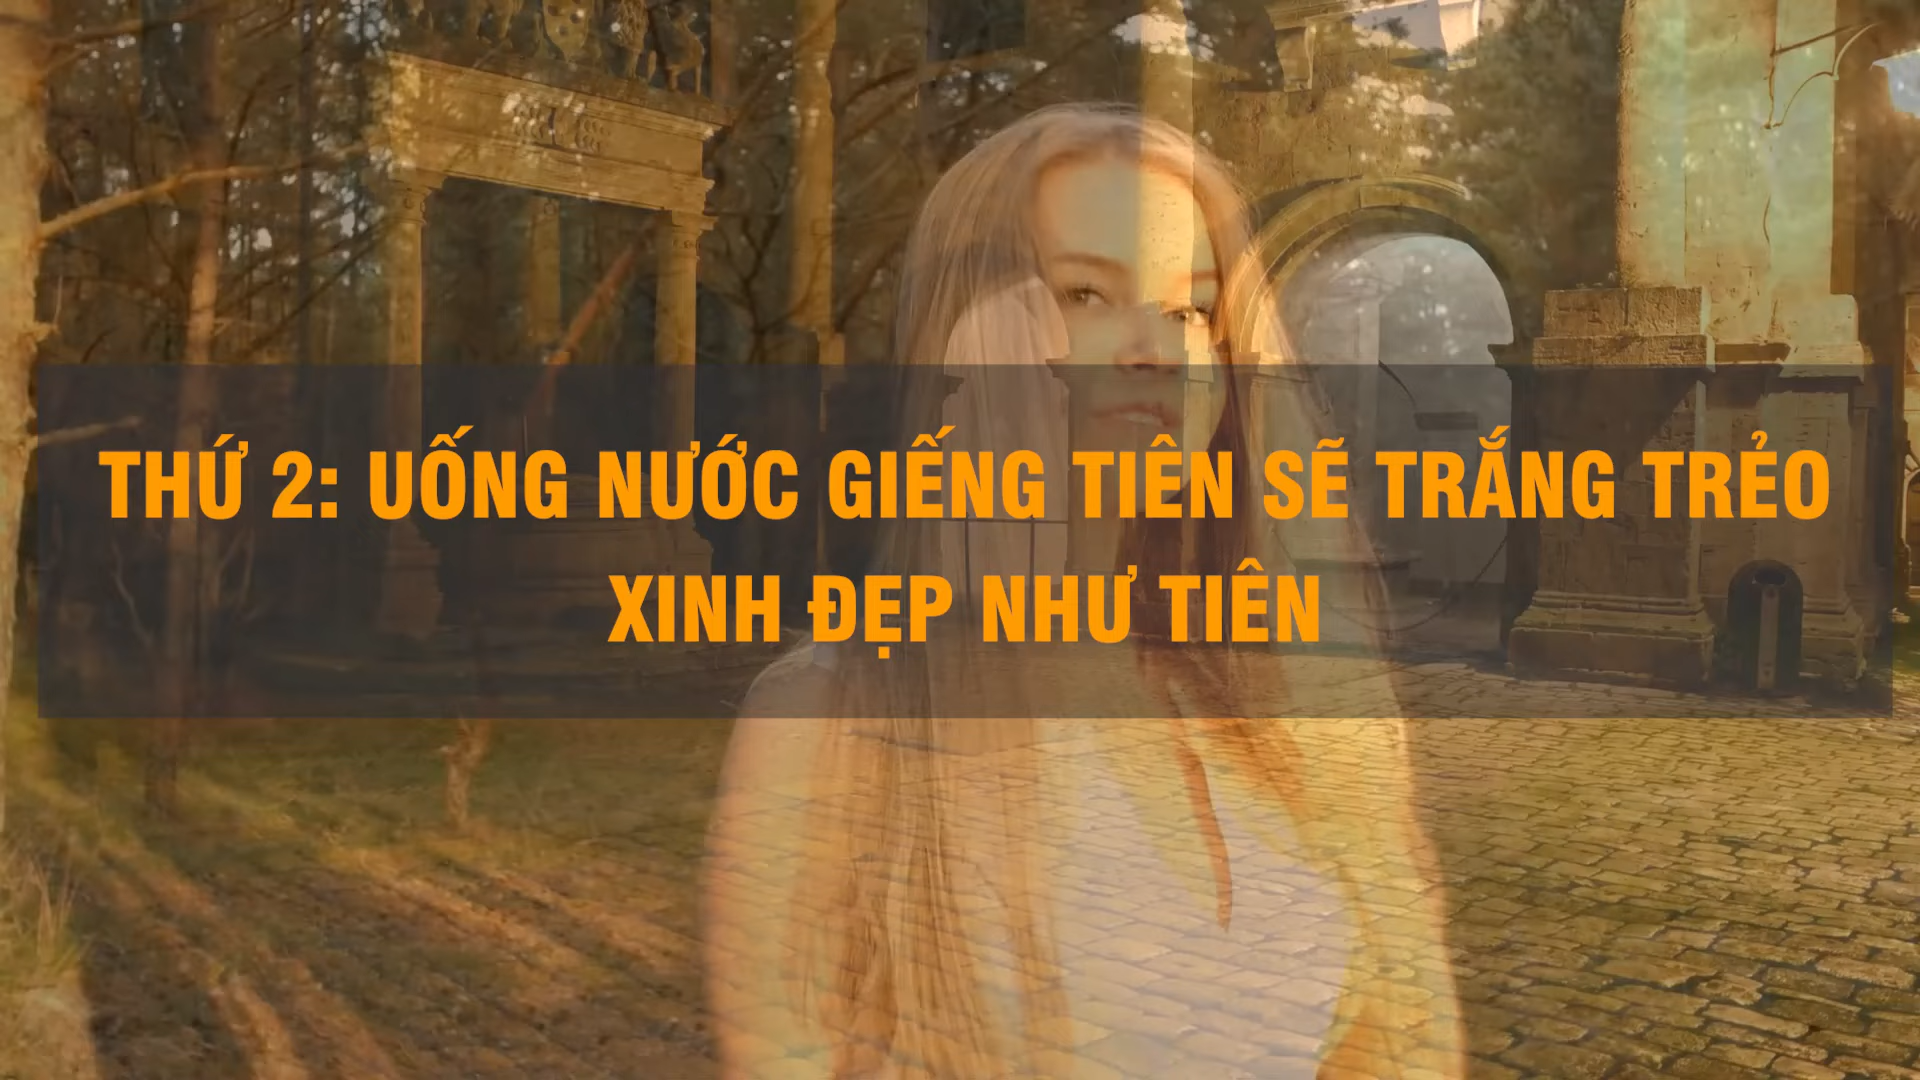 THỨ 2: UỐNG NƯỚC GIẾNG TIÊN SẼ TRẮNG TRẺO
XINH ĐẸP NHƯ TIÊN